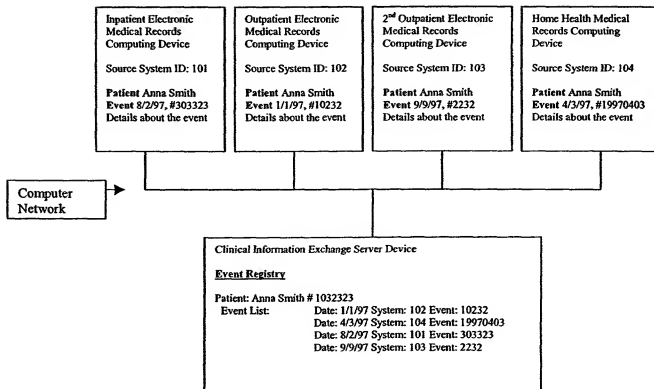 Inpatient Electronic
Medical Records
Computing Device
Source System ID: 101
Patient Anna Smith
Event 8/2/97, #303323
Details about the event
Outpatient Electronic
Medical Records
Computing Device
Source System ID: 102
Patient Anna Smith
Event 1/1/97, #10232
Details about the event
2nd Outpatient Electronic
Medical Records
Computing Device
Source System ID: 103
Patient Anna Smith
Event 9/9/97, #2232
Details about the event
Home Health Medical
Records Computing
Device
Source System ID: 104
Patient Anna Smith
Event 4/3/97, #19970403
Details about the event
Computer
Network
Clinical Information Exchange Server Device
Event Registry
Patient: Anna Smith # 1032323
Event List: Date: 1/1/97 System: 102 Event: 10232
Date: 4/3/97 System: 104 Event: 19970403
Date: 8/2/97 System: 101 Event: 303323
Date: 9/9/97 System: 103 Event: 2232